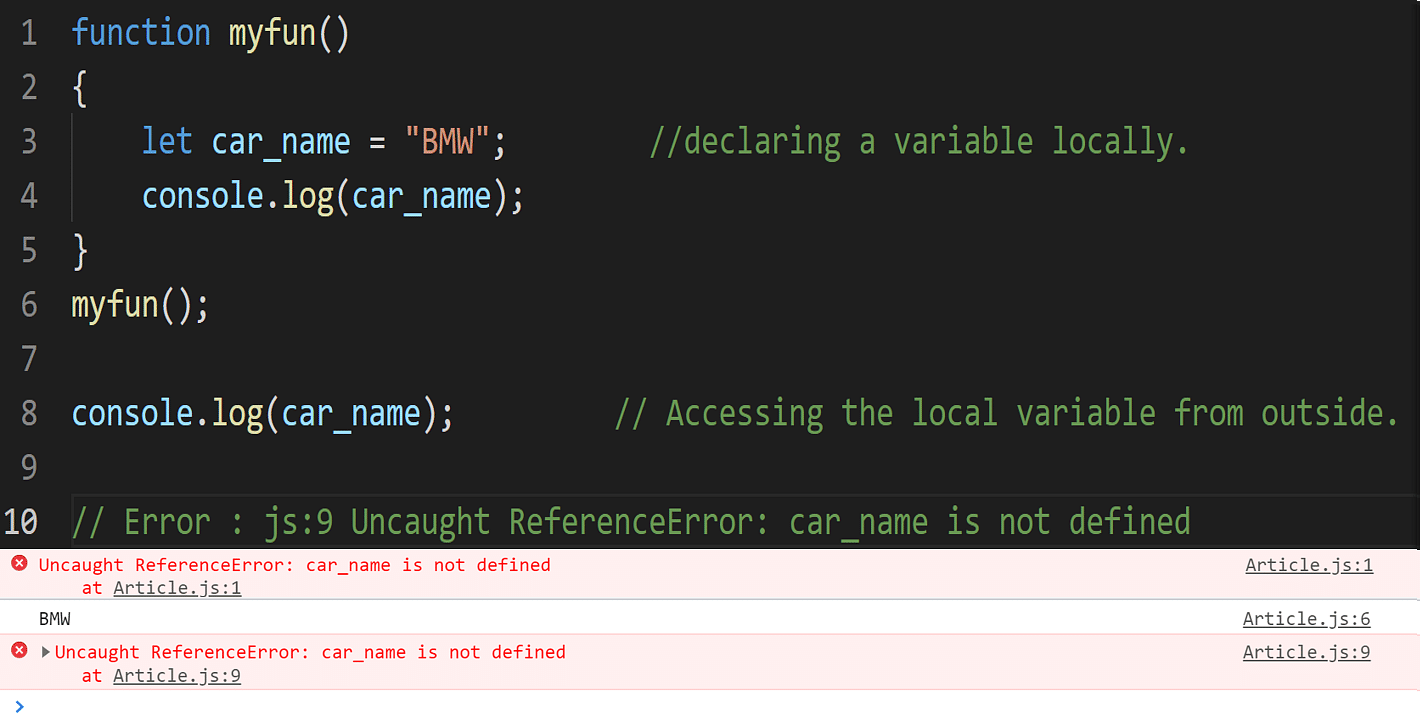 1 function myfun()
2 {
3 let car_name = "BMW"; //declaring a variable locally.
4 console.log(car_name);
5 }
6 myfun();
7
8 console.log(car_name); // Accessing the local variable from outside.
9
10 // Error : js:9 Uncaught ReferenceError: car_name is not defined
Uncaught ReferenceError: car_name is not defined Article.js:1
at Article.js:1
BMW Article.js:6
Uncaught ReferenceError: car_name is not defined Article.js:9
at Article.js:9
>